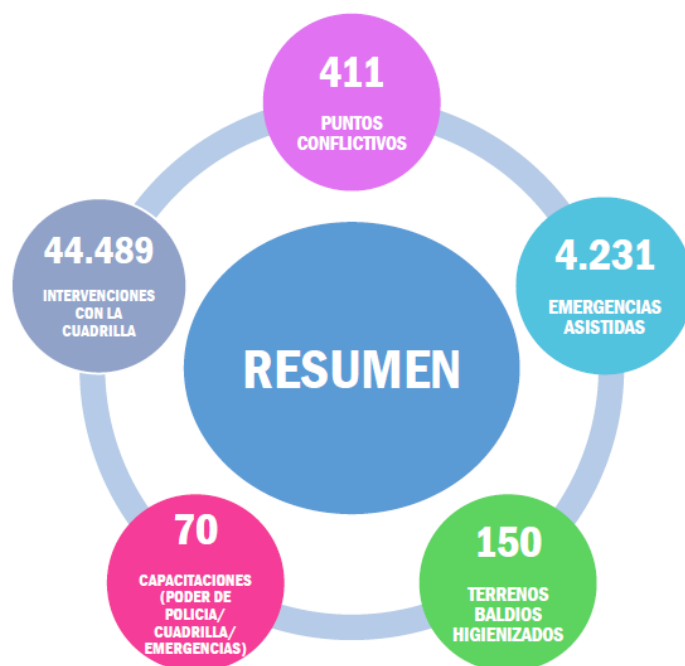 411
PUNTOS
CONFLICTIVOS
44.489
INTERVENCIONES
CON LA
CUADRILLA
4.231
EMERGENCIAS
ASISTIDAS
RESUMEN
70
CAPACITACIONES
(PODER DE
POLICIA/
CUADRILLA/
EMERGENCIAS)
150
TERRENOS
BALDIOS
HIGIENIZADOS